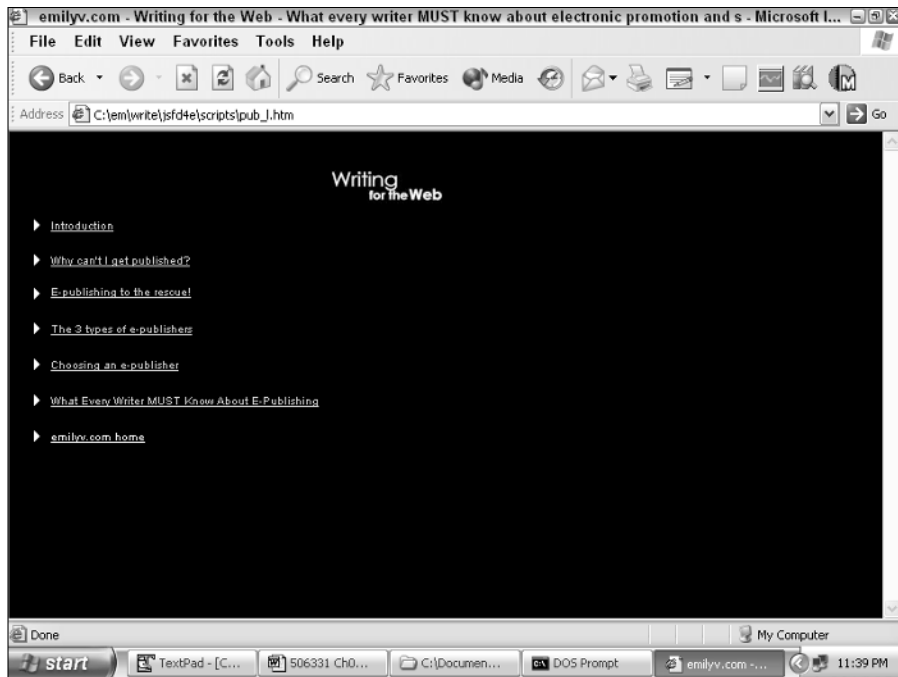 emilyv.com - Writing for the Web - What every writer MUST know about electronic promotion and s - Microsoft I...
File Edit View Favorites Tools Help
Back Search Favorites Media
Address C:\em\write\jsfd4e\scripts\pub_l.htm Go
Writing
for the Web
Introduction
Why can't I get published?
E-publishing to the rescue!
The 3 types of e-publishers
Choosing an e-publisher
What Every Writer MUST Know About E-Publishing
emilyv.com home
Done My Computer
start TextPad - [C... 506331 Ch0... C:\Documen... DOS Prompt emilyv.com -... 11:39 PM